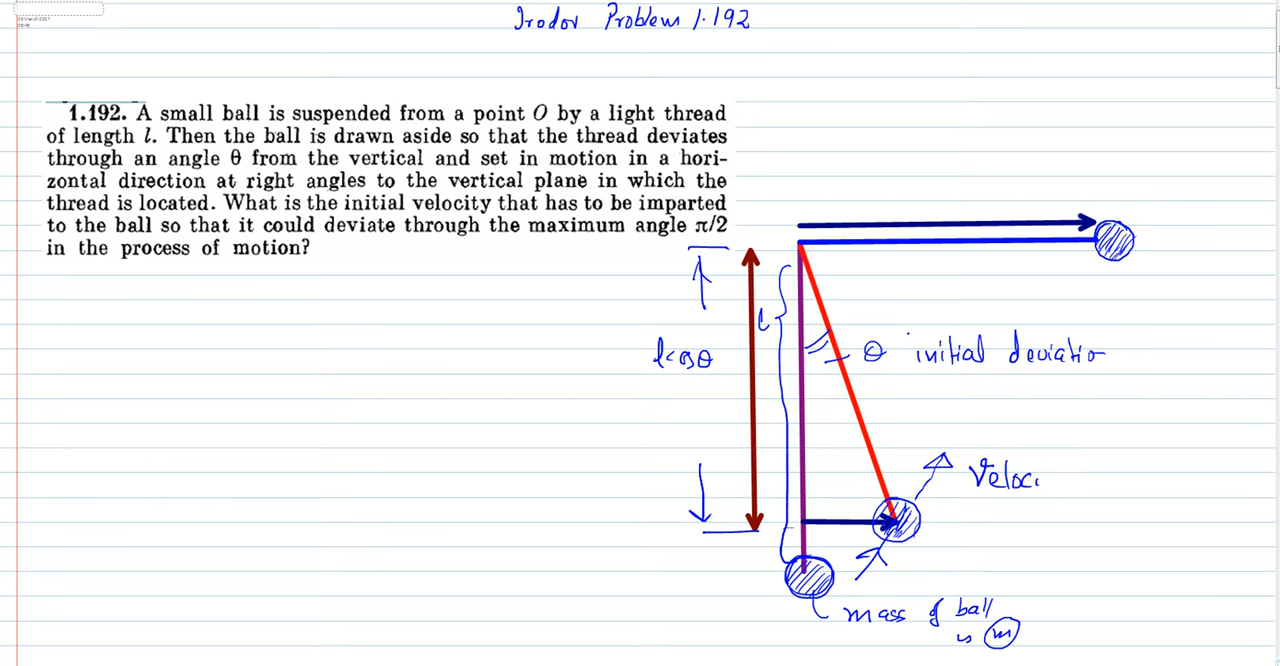 Irodov Problem 1.192
1.192. A small ball is suspended from a point O by a light thread
of length l. Then the ball is drawn aside so that the thread deviates
through an angle θ from the vertical and set in motion in a hori-
zontal direction at right angles to the vertical plane in which the
thread is located. What is the initial velocity that has to be imparted
to the ball so that it could deviate through the maximum angle π/2
in the process of motion?
l
l cos θ
θ initial deviatio
Veloci
mass of ball
is m